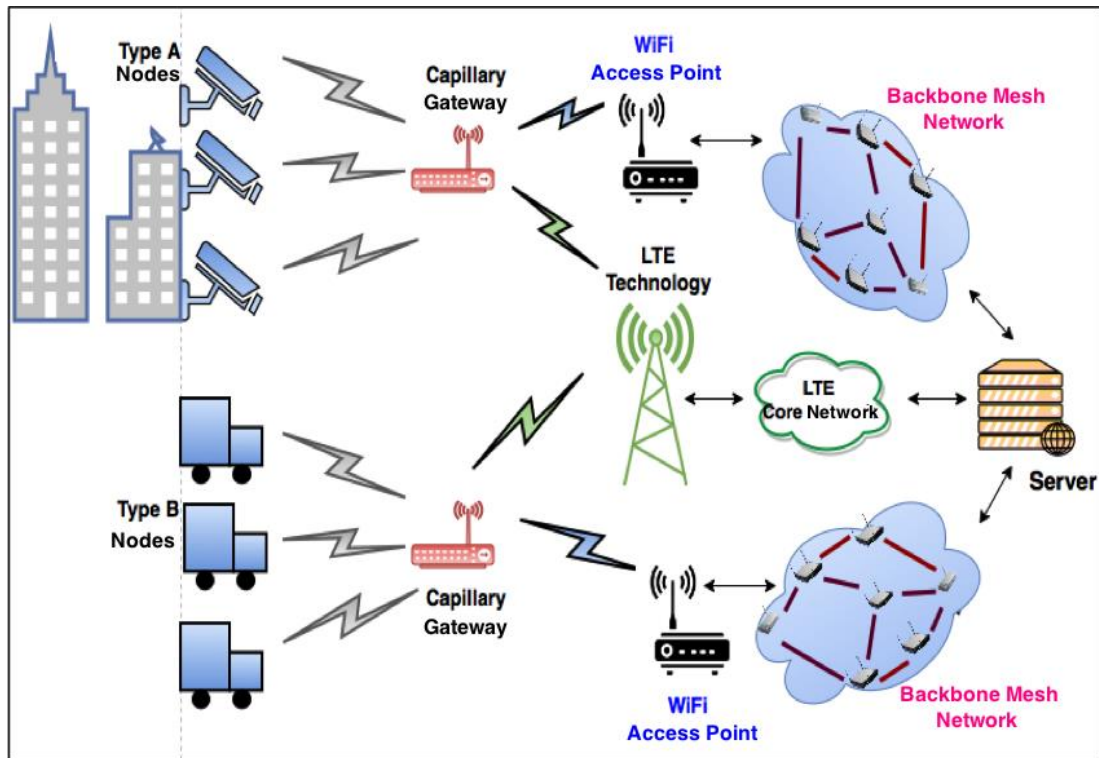 Type A
Nodes
Capillary
Gateway
WiFi
Access Point
Backbone Mesh
Network
LTE
Technology
LTE
Core Network
Server
Type B
Nodes
Capillary
Gateway
WiFi
Access Point
Backbone Mesh
Network